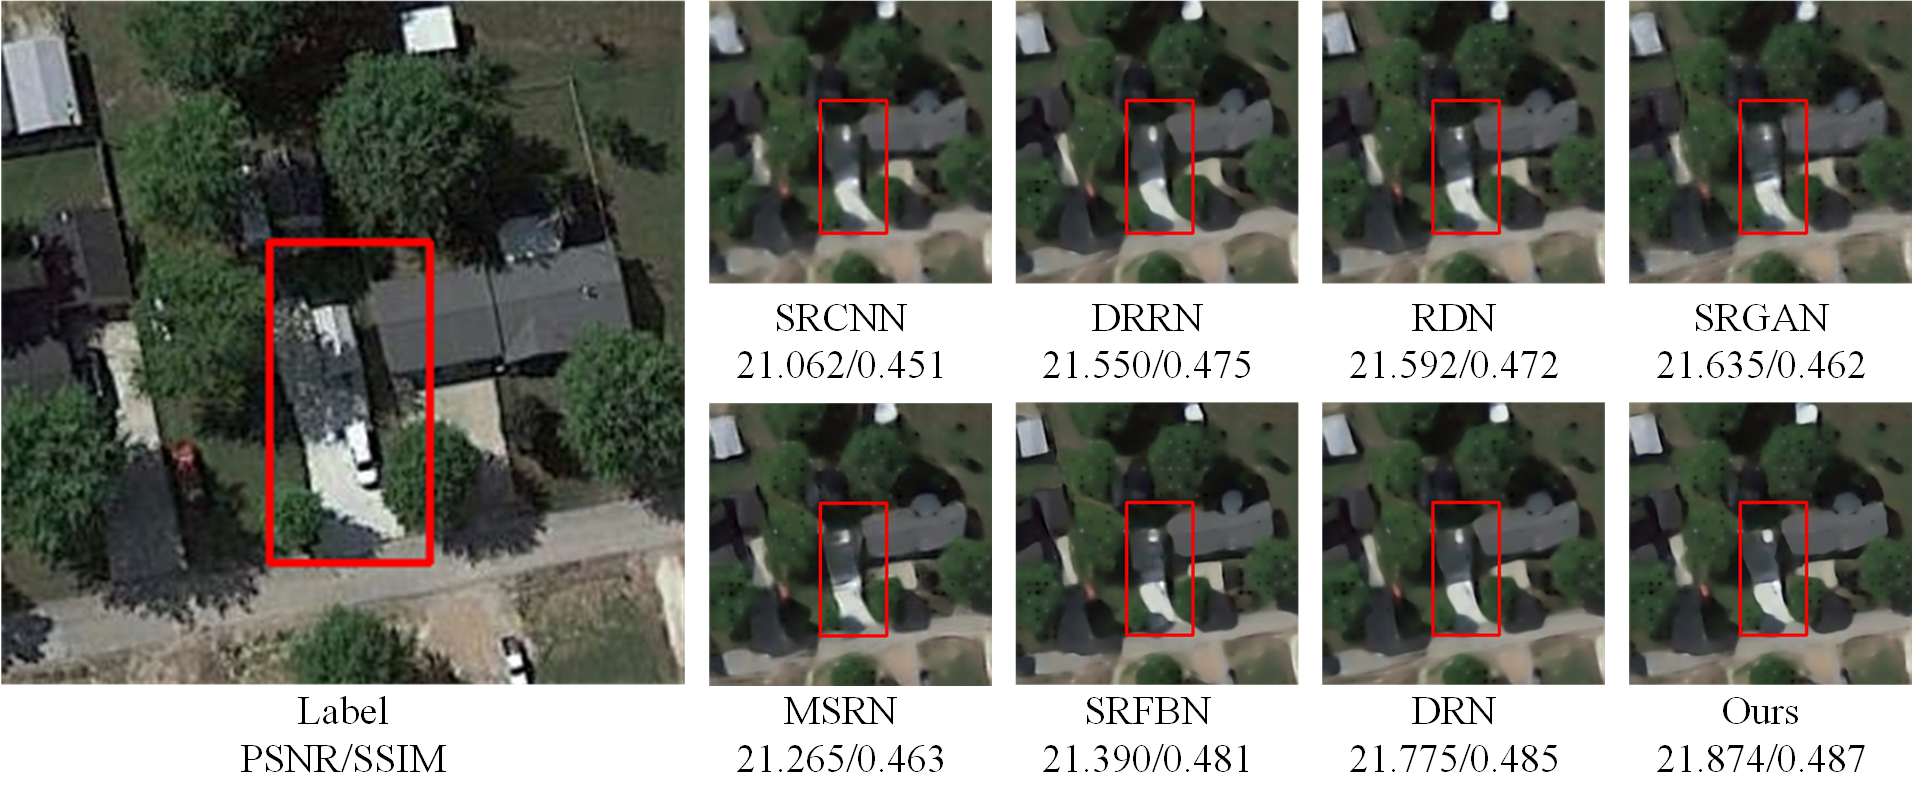 SRCNN
21.062/0.451
DRRN
21.550/0.475
RDN
21.592/0.472
SRGAN
21.635/0.462
Label
PSNR/SSIM
MSRN
21.265/0.463
SRFBN
21.390/0.481
DRN
21.775/0.485
Ours
21.874/0.487